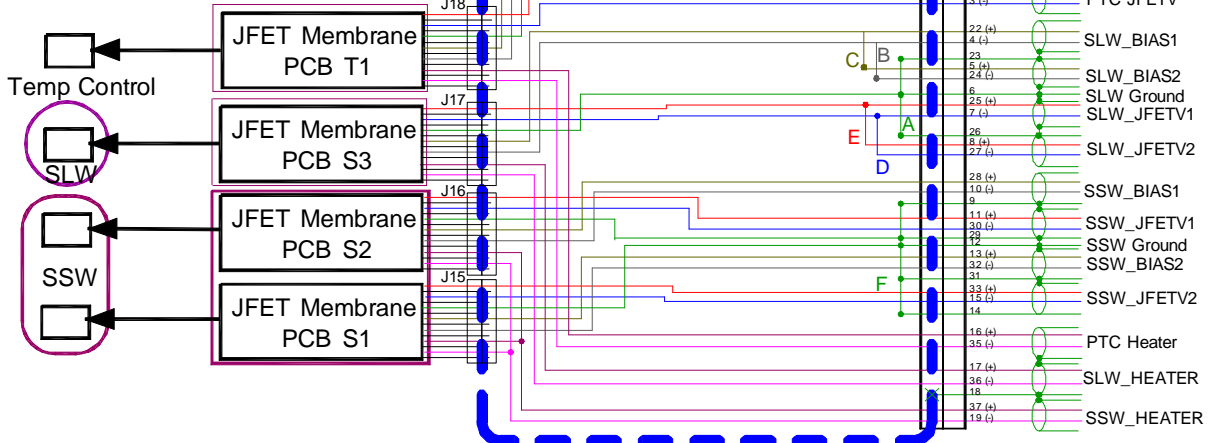 J18
3 (-)
PTC JFETV
JFET Membrane
PCB T1
Temp Control
22 (+)
4 (-)
SLW_BIAS1
C
B
23
5 (+)
24 (-)
SLW_BIAS2
6
SLW Ground
25 (+)
7 (-)
SLW_JFETV1
J17
JFET Membrane
PCB S3
SLW
A
E
D
26
8 (+)
27 (-)
SLW_JFETV2
J16
28 (+)
10 (-)
SSW_BIAS1
9
JFET Membrane
PCB S2
11 (+)
30 (-)
SSW_JFETV1
29
12
SSW Ground
13 (+)
32 (-)
SSW_BIAS2
SSW
31
J15
F
33 (+)
15 (-)
SSW_JFETV2
14
JFET Membrane
PCB S1
16 (+)
35 (-)
PTC Heater
17 (+)
36 (-)
SLW_HEATER
18
37 (+)
19 (-)
SSW_HEATER